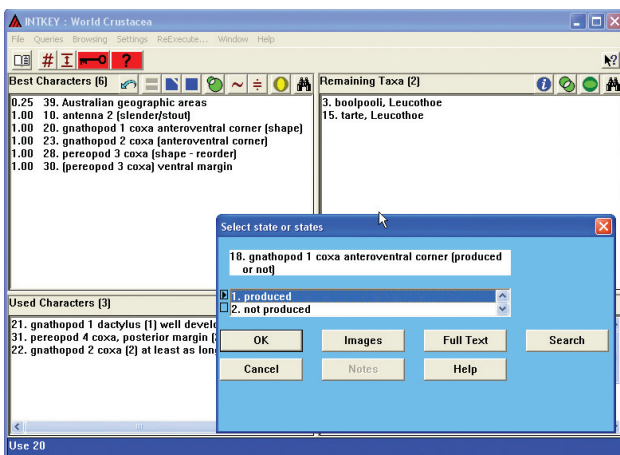 INTKEY : World Crustacea
File Queries Browsing Settings ReExecute... Window Help
# I ?
Best Characters (6)
Remaining Taxa (2)
0.25 39. Australian geographic areas
1.00 10. antenna 2 (slender/stout)
1.00 20. gnathopod 1 coxa anteroventral corner (shape)
1.00 23. gnathopod 2 coxa (anteroventral corner)
1.00 28. pereopod 3 coxa (shape - reorder)
1.00 30. (pereopod 3 coxa) ventral margin
3. boolpooli, Leucothoe
15. tarte, Leucothoe
Select state or states
18. gnathopod 1 coxa anteroventral corner (produced
or not)
1. produced
2. not produced
OK Images Full Text Search
Cancel Notes Help
Used Characters (3)
21. gnathopod 1 dactylus (1) well develo
31. pereopod 4 coxa, posterior margin (
22. gnathopod 2 coxa (2) at least as lon
Use 20